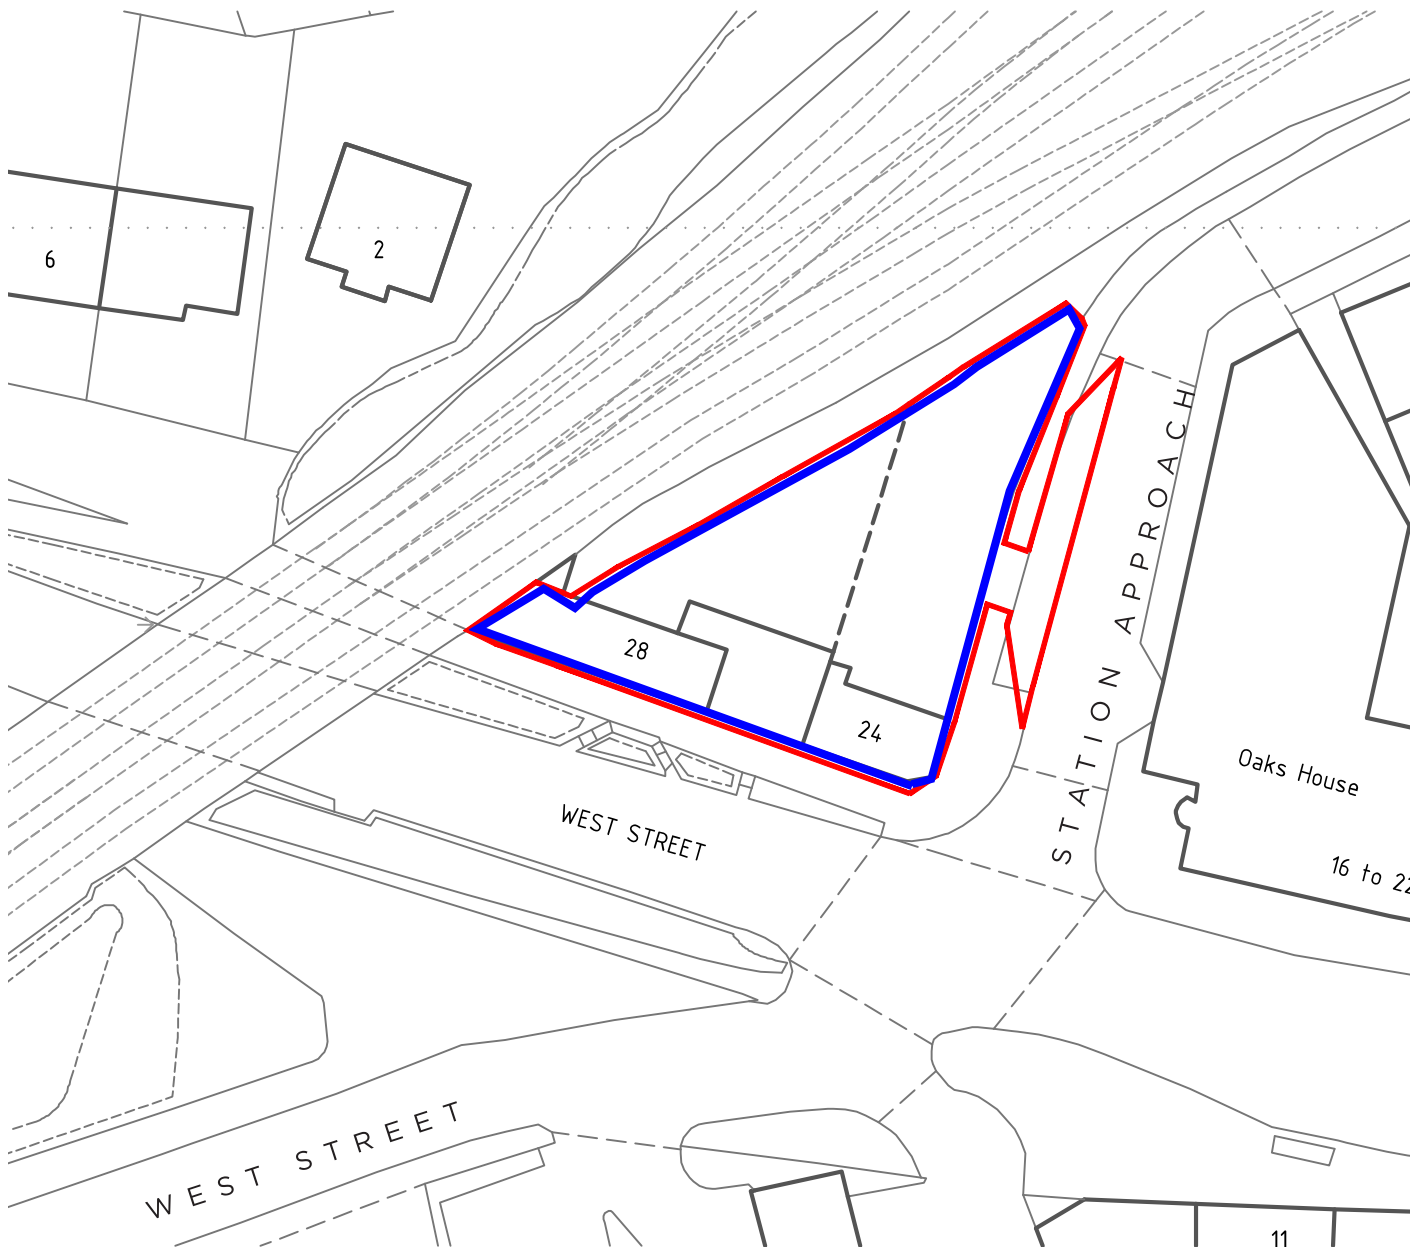 2
6
28
24
STATION APPROACH
Oaks House
WEST STREET
16 to 22
WEST STREET
11